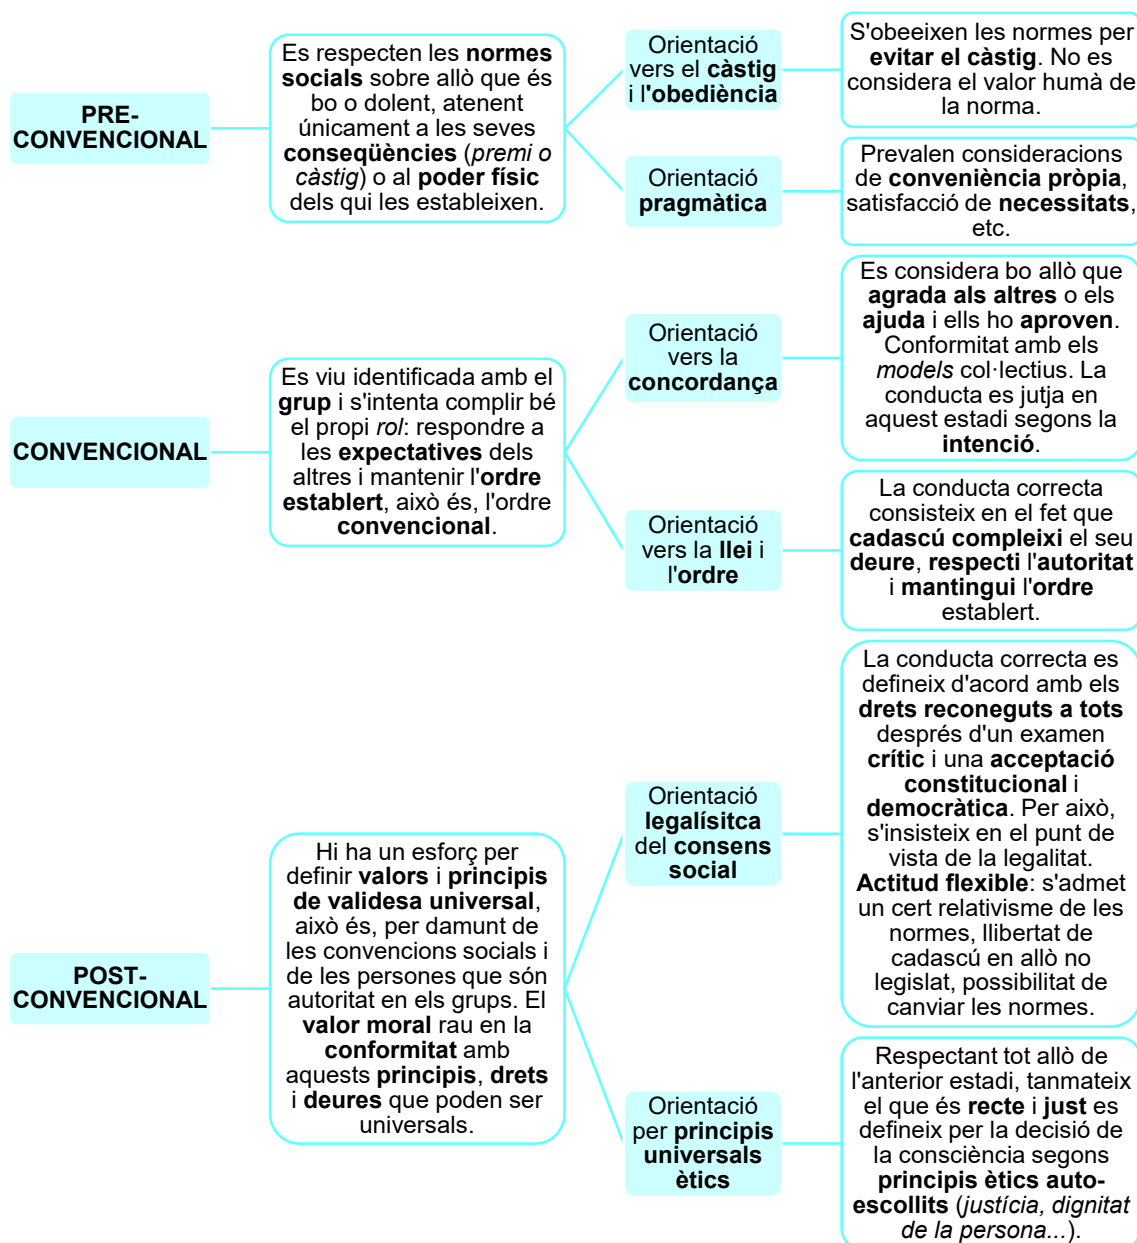 PRE-
CONVENCIONAL
Es respecten les normes
socials sobre allò que és
bo o dolent, atenent
únicament a les seves
conseqüències (premi o
càstig) o al poder físic
dels qui les estableixen.
Orientació
vers el càstig
i l'obediència
S'obeeixen les normes per
evitar el càstig. No es
considera el valor humà de
la norma.
Orientació
pragmàtica
Prevalen consideracions
de conveniència pròpia,
satisfacció de necessitats,
etc.
CONVENCIONAL
Es viu identificada amb el
grup i s'intenta complir bé
el propi rol: respondre a
les expectatives dels
altres i mantenir l'ordre
establert, això és, l'ordre
convencional.
Orientació
vers la
concordança
Es considera bo allò que
agrada als altres o els
ajuda i ells ho aproven.
Conformitat amb els
models col·lectius. La
conducta es jutja en
aquest estadi segons la
intenció.
Orientació
vers la llei i
l'ordre
La conducta correcta
consisteix en el fet que
cadascú compleixi el seu
deure, respecti l'autoritat
i mantingui l'ordre
establert.
POST-
CONVENCIONAL
Hi ha un esforç per
definir valors i principis
de validesa universal,
això és, per damunt de
les convencions socials i
de les persones que són
autoritat en els grups. El
valor moral rau en la
conformitat amb
aquests principis, drets
i deures que poden ser
universals.
Orientació
legalísitca
del consens
social
La conducta correcta es
defineix d'acord amb els
drets reconeguts a tots
després d'un examen
crític i una acceptació
constitucional i
democràtica. Per això,
s'insisteix en el punt de
vista de la legalitat.
Actitud flexible: s'admet
un cert relativisme de les
normes, llibertat de
cadascú en allò no
legislat, possibilitat de
canviar les normes.
Orientació
per principis
universals
ètics
Respectant tot allò de
l'anterior estadi, tanmateix
el que és recte i just es
defineix per la decisió de
la consciència segons
principis ètics auto-
escollits (justícia, dignitat
de la persona...).